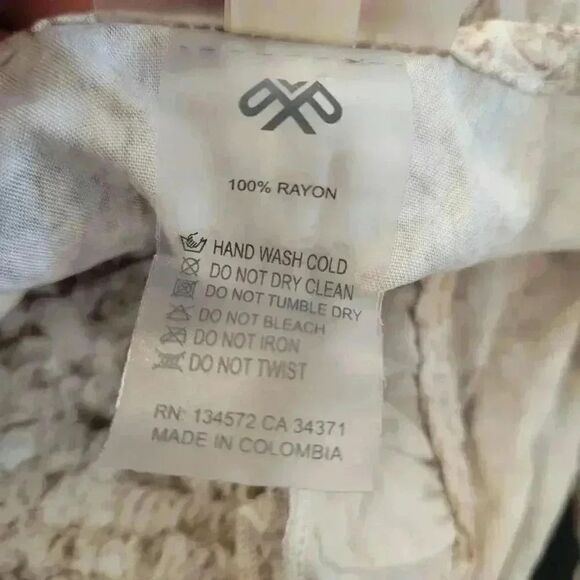 100% RAYON
HAND WASH COLD
DO NOT DRY CLEAN
DO NOT TUMBLE DRY
DO NOT BLEACH
DO NOT IRON
DO NOT TWIST
RN: 134572 CA 34371
MADE IN COLOMBIA